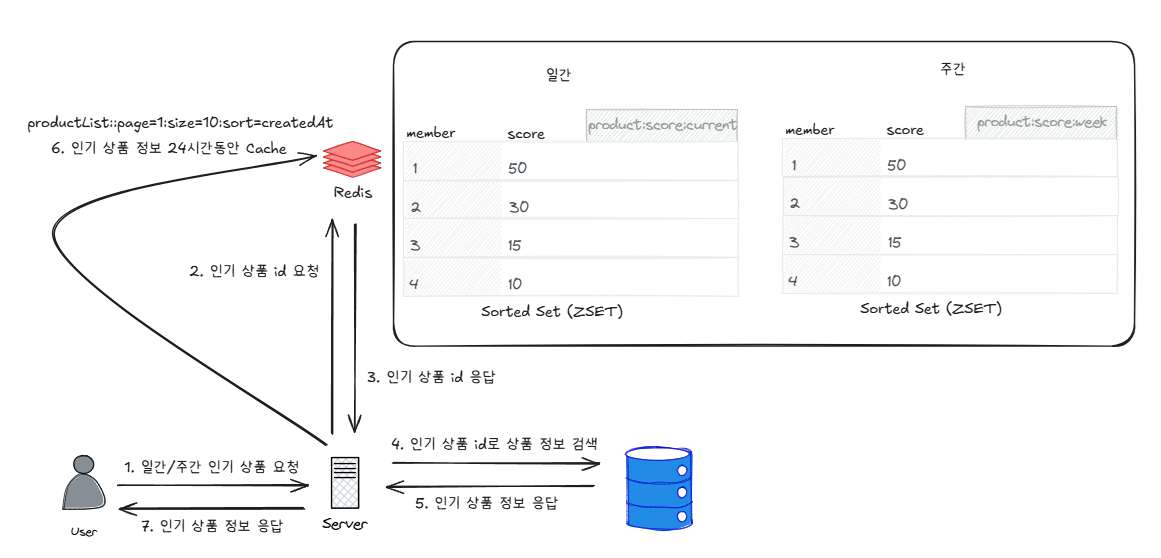 일간
주간
product:score:current
product:score:week
member score
1 50
2 30
3 15
4 10
Sorted Set (ZSET)
member score
1 50
2 30
3 15
4 10
Sorted Set (ZSET)
productList::page=1:size=10:sort=createdAt
6. 인기 상품 정보 24시간동안 Cache
Redis
2. 인기 상품 id 요청
3. 인기 상품 id 응답
4. 인기 상품 id로 상품 정보 검색
1. 일간/주간 인기 상품 요청
5. 인기 상품 정보 응답
7. 인기 상품 정보 응답
User
Server